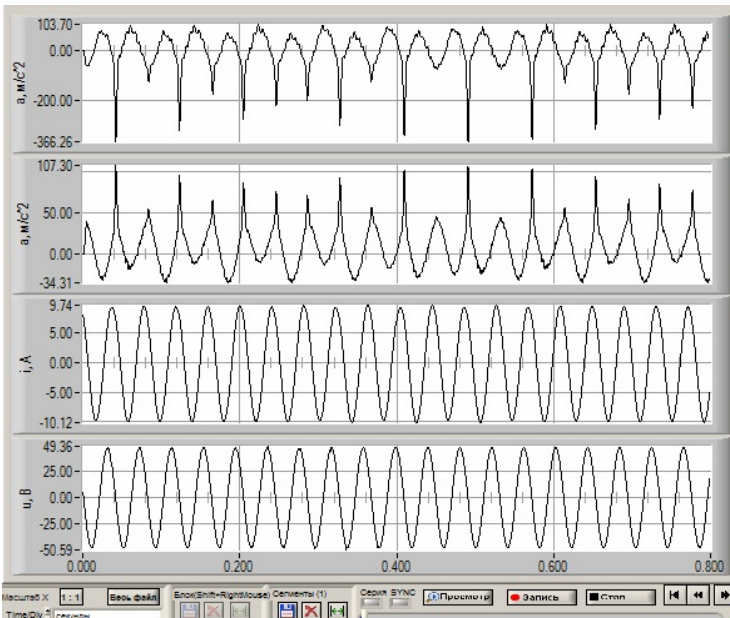 103.70
0.00
-200.00
-366.26
а, м/с^2
107.30
50.00
0.00
-34.31
а, м/с^2
9.74
5.00
0.00
-5.00
-10.12
i, А
49.36
25.00
0.00
-25.00
-50.59
u, В
0.000 0.200 0.400 0.600 0.800
Масштаб X 1 : 1 Весь файл Блок(Shift+RightMouse) Сегменты (1) Серия SYNC Просмотр Запись Стоп
Time/Div секунды